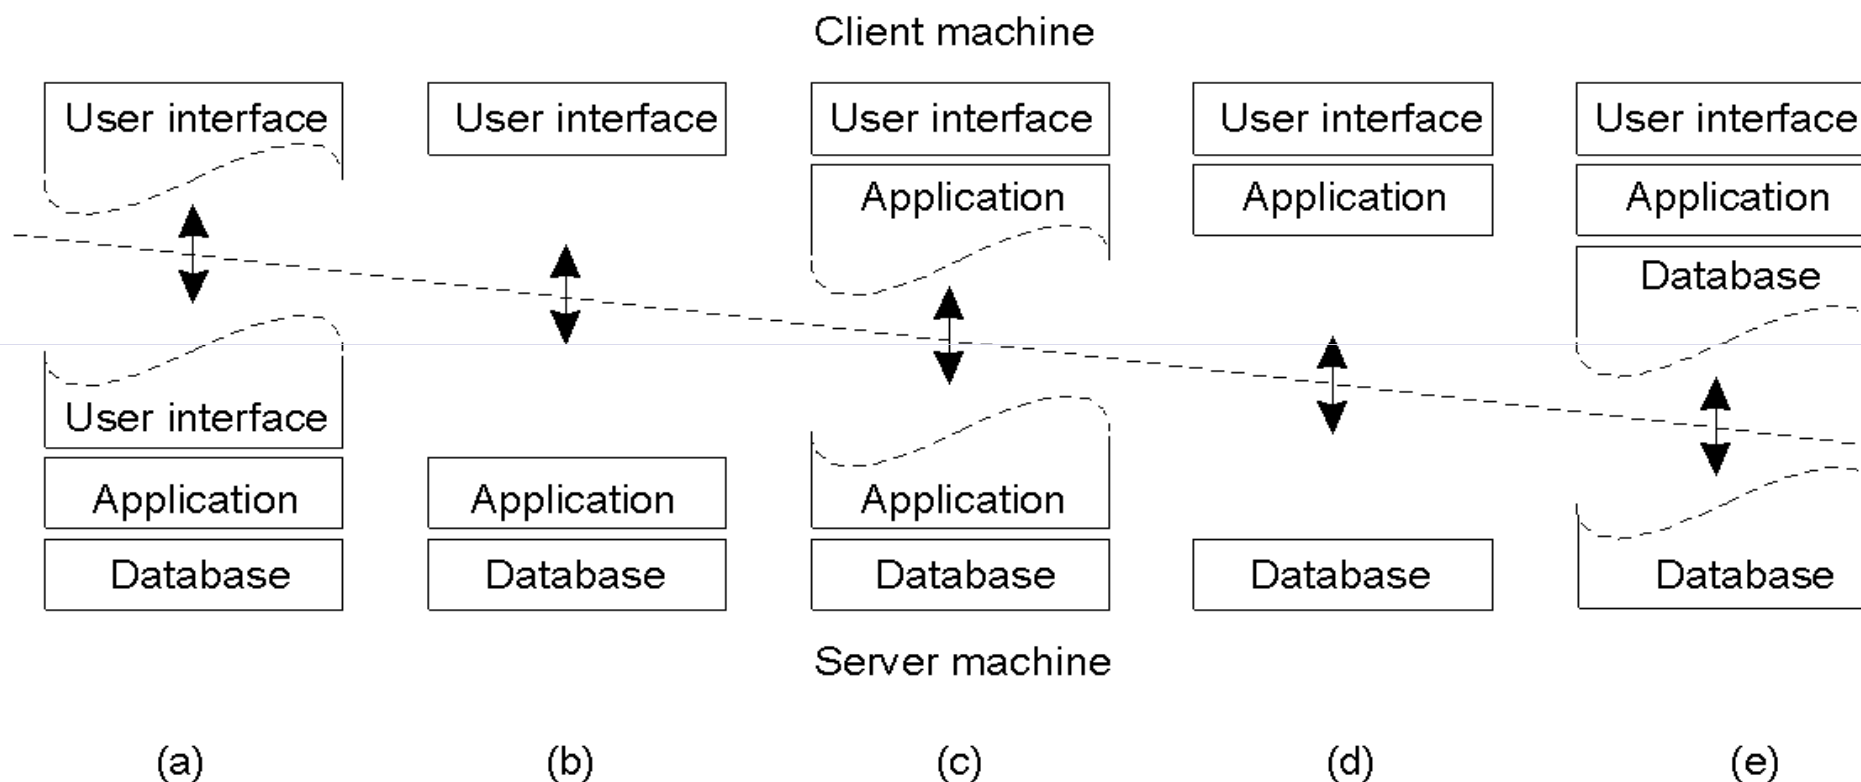 Client machine
User interface
User interface
User interface
User interface
User interface
Application
Application
Application
Database
User interface
Application
Application
Application
Database
Database
Database
Database
Database
Server machine
(a)
(b)
(c)
(d)
(e)